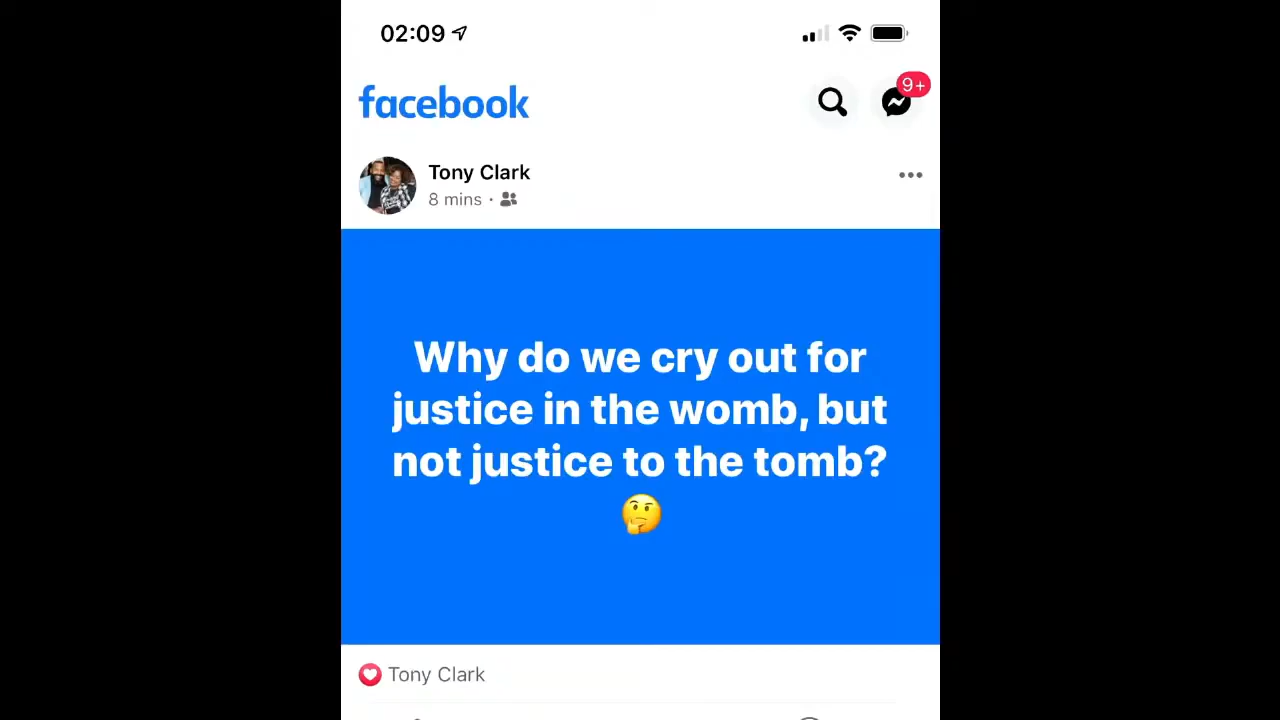 02:09
facebook
9+
Tony Clark
8 mins ·
Why do we cry out for
justice in the womb, but
not justice to the tomb?
🤔
Tony Clark